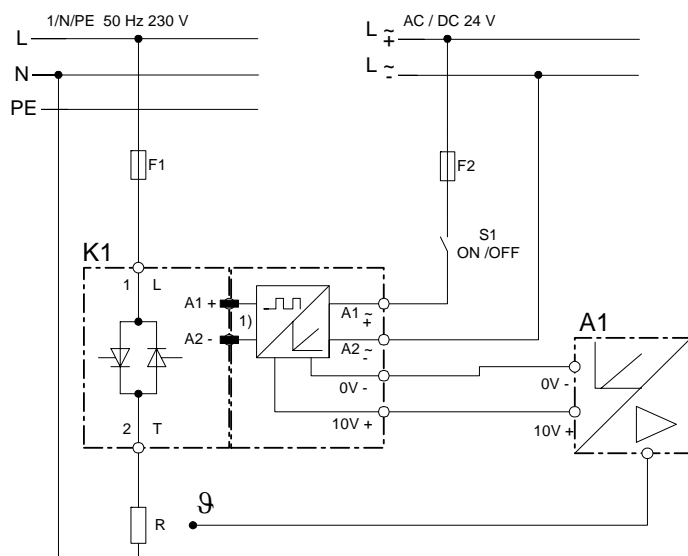 1/N/PE 50 Hz 230 V
L
N
PE
L ~ +
AC / DC 24 V
L ~ -
F1
F2
S1
ON /OFF
K1
1 L
A1 +
A2 -
1)
A1 ~ +
A2 ~ -
0V -
10V +
2 T
A1
0V -
10V +
R
ϑ